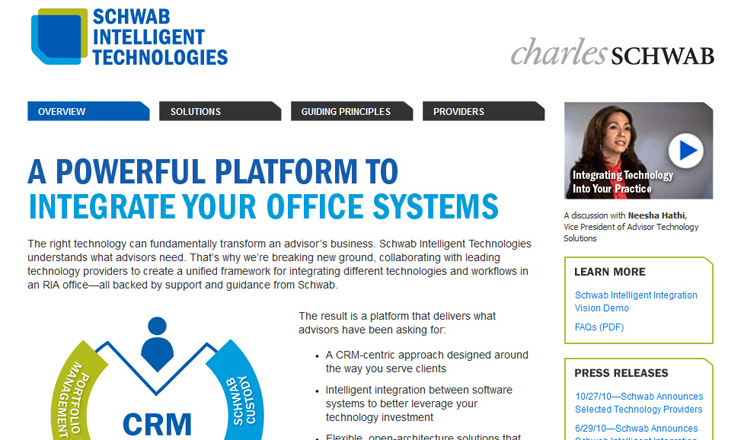 SCHWAB
INTELLIGENT
TECHNOLOGIES
charles SCHWAB
OVERVIEW
SOLUTIONS
GUIDING PRINCIPLES
PROVIDERS
A POWERFUL PLATFORM TO
INTEGRATE YOUR OFFICE SYSTEMS
The right technology can fundamentally transform an advisor's business. Schwab Intelligent Technologies
understands what advisors need. That's why we're breaking new ground, collaborating with leading
technology providers to create a unified framework for integrating different technologies and workflows in
an RIA office—all backed by support and guidance from Schwab.
PORTFOLIO
MANAGEMENT
CRM
SCHWAB
CUSTODY
The result is a platform that delivers what
advisors have been asking for:
• A CRM-centric approach designed around
the way you serve clients
• Intelligent integration between software
systems to better leverage your
technology investment
• Flexible, open-architecture solutions that
Integrating Technology
Into Your Practice
A discussion with Neesha Hathi,
Vice President of Advisor Technology
Solutions
LEARN MORE
Schwab Intelligent Integration
Vision Demo
FAQs (PDF)
PRESS RELEASES
10/27/10—Schwab Announces
Selected Technology Providers
6/29/10—Schwab Announces
Schwab Intelligent Integration